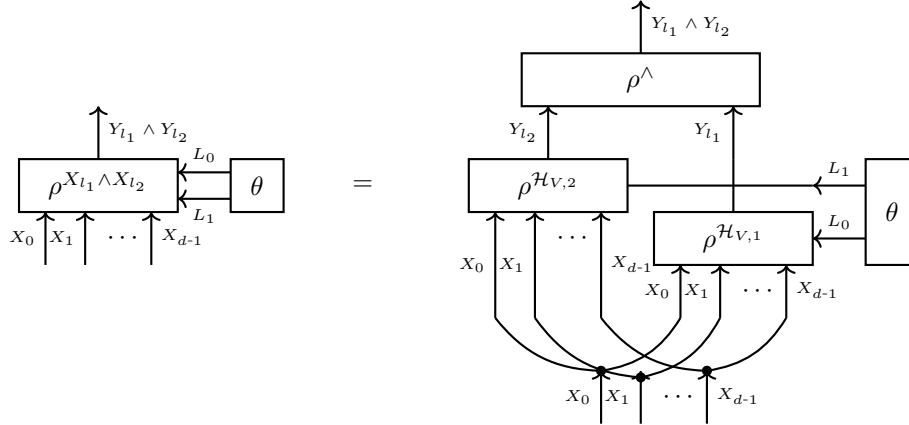 Y_{l_1} ∧ Y_{l_2}
ρ^∧
Y_{l_1} ∧ Y_{l_2} Y_{l_2} Y_{l_1}
L_0 L_1
ρ^{X_{l_1} ∧ X_{l_2}} θ = ρ^{\mathcal{H}_{V,2}} θ
L_1 L_0
X_0 X_1 ··· X_{d-1} ··· ρ^{\mathcal{H}_{V,1}}
X_0 X_1 X_{d-1}
X_0 X_1 ··· X_{d-1}
X_0 X_1 ··· X_{d-1}